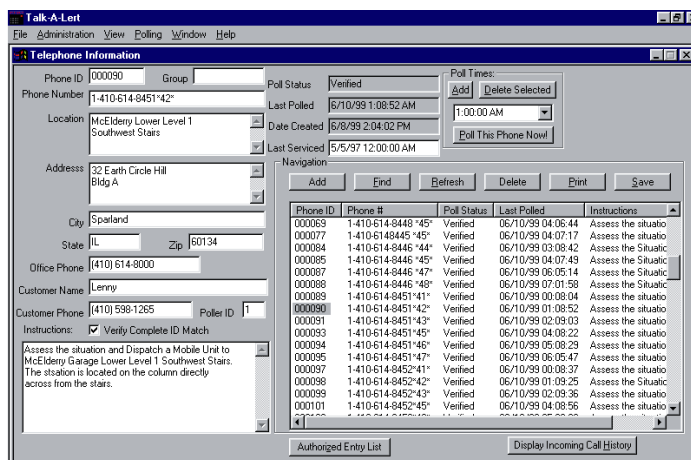 Talk-A-Lert
File Administration View Polling Window Help
Telephone Information
Phone ID 000090 Group
Phone Number 1-410-614-8451*42*
Location McElderry Lower Level 1
Southwest Stairs
Addresss 32 Earth Circle Hill
Bldg A
City Sparland
State IL Zip 60134
Office Phone (410) 614-8000
Customer Name Lenny
Customer Phone (410) 598-1265 Poller ID 1
Instructions: Verify Complete ID Match
Assess the situation and Dispatch a Mobile Unit to
McElderry Garage Lower Level 1 Southwest Stairs.
The stsation is located on the column directly
across from the stairs.
Poll Status Verified
Last Polled 6/10/99 1:08:52 AM
Date Created 6/8/99 2:04:02 PM
Last Serviced 5/5/97 12:00:00 AM
Poll Times:
Add Delete Selected
1:00:00 AM
Poll This Phone Now!
Navigation
Add Find Refresh Delete Print Save
Phone ID Phone # Poll Status Last Polled Instructions
000069 1-410-614-8448 *45* Verified 06/10/99 04:06:44 Assess the situatio
000077 1-410-6148445 *45* Verified 06/10/99 04:07:17 Assess the situatio
000084 1-410-614-8446 *44* Verified 06/10/99 03:08:42 Assess the situatio
000085 1-410-614-8446 *45* Verified 06/10/99 04:07:49 Assess the situatio
000087 1-410-614-8446 *47* Verified 06/10/99 06:05:14 Assess the situatio
000088 1-410-614-8446 *48* Verified 06/10/99 07:01:58 Assess the situatio
000089 1-410-614-8451*41* Verified 06/10/99 00:08:04 Assess the situatio
000090 1-410-614-8451*42* Verified 06/10/99 01:08:52 Assess the situatio
000091 1-410-614-8451*43* Verified 06/10/99 02:09:03 Assess the situatio
000093 1-410-614-8451*45* Verified 06/10/99 04:08:22 Assess the situatio
000094 1-410-614-8451*46* Verified 06/10/99 05:08:29 Assess the situatio
000095 1-410-614-8451*47* Verified 06/10/99 06:05:47 Assess the situatio
000097 1-410-614-8452*41* Verified 06/10/99 00:08:37 Assess the situatio
000098 1-410-614-8452*42* Verified 06/10/99 01:09:25 Assess the Situatic
000099 1-410-614-8452*43* Verified 06/10/99 02:09:36 Assess the situatio
000101 1-410-614-8452*45* Verified 06/10/99 04:08:56 Assess the situatio
Authorized Entry List Display Incoming Call History